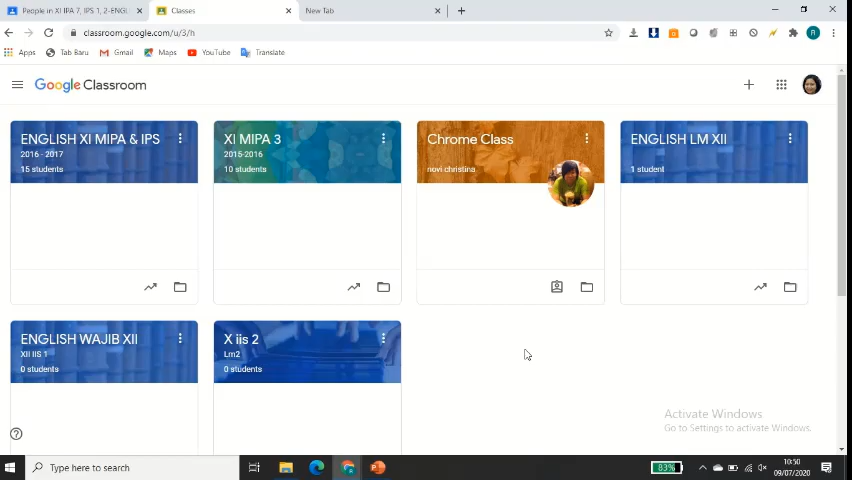 People in XI IPA 7, IPS 1, 2-ENGL
Classes
New Tab
classroom.google.com/u/3/h
R
Apps
Tab Baru
Gmail
Maps
YouTube
Translate
Google Classroom
ENGLISH XI MIPA & IPS
2016 - 2017
15 students
XI MIPA 3
2015-2016
10 students
Chrome Class
novi christina
ENGLISH LM XII
1 student
ENGLISH WAJIB XII
XII IIS 1
0 students
X iis 2
Lm2
0 students
Activate Windows
Go to Settings to activate Windows.
Type here to search
83%
10:50
09/07/2020